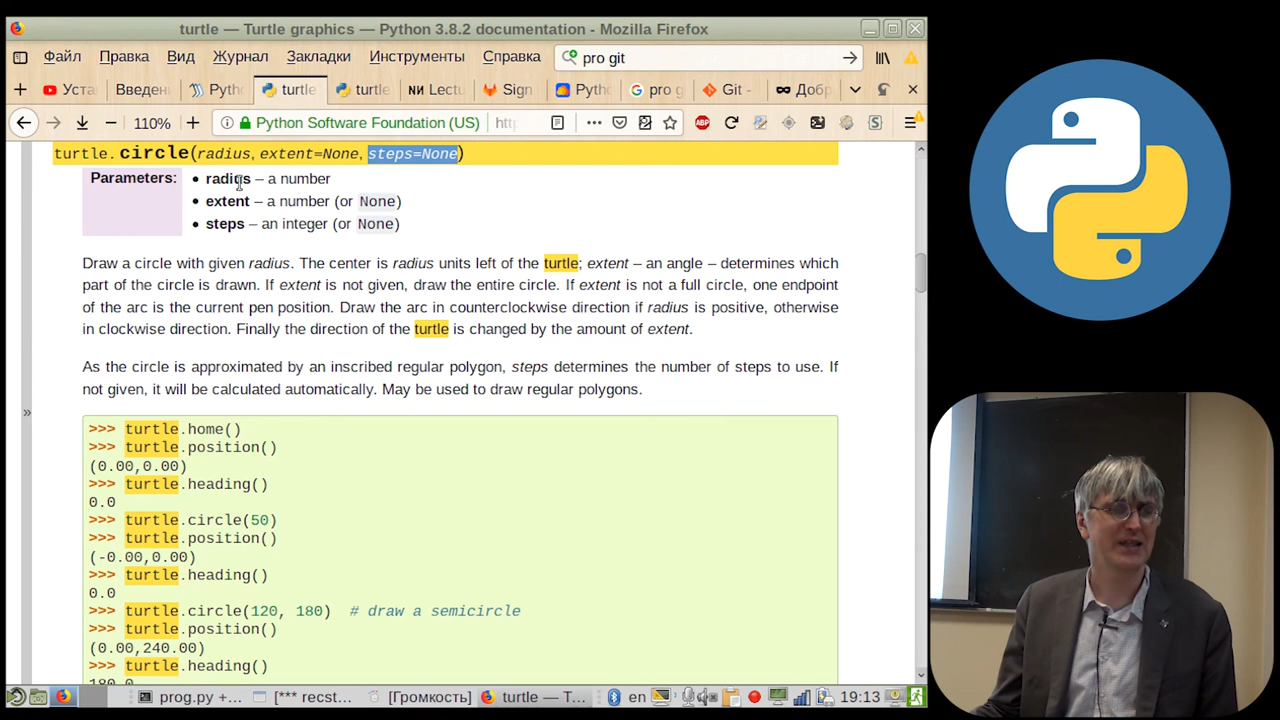 turtle — Turtle graphics — Python 3.8.2 documentation - Mozilla Firefox
Файл Правка Вид Журнал Закладки Инструменты Справка pro git
Уста Введени Pytho turtle turtle Lectu Sign Pytho pro g Git - Добр
110% Python Software Foundation (US) http
turtle.circle(radius, extent=None, steps=None)
Parameters: • radius – a number
• extent – a number (or None)
• steps – an integer (or None)
Draw a circle with given radius. The center is radius units left of the turtle; extent – an angle – determines which
part of the circle is drawn. If extent is not given, draw the entire circle. If extent is not a full circle, one endpoint
of the arc is the current pen position. Draw the arc in counterclockwise direction if radius is positive, otherwise
in clockwise direction. Finally the direction of the turtle is changed by the amount of extent.
As the circle is approximated by an inscribed regular polygon, steps determines the number of steps to use. If
not given, it will be calculated automatically. May be used to draw regular polygons.
»
>>> turtle.home()
>>> turtle.position()
(0.00,0.00)
>>> turtle.heading()
0.0
>>> turtle.circle(50)
>>> turtle.position()
(-0.00,0.00)
>>> turtle.heading()
0.0
>>> turtle.circle(120, 180)  # draw a semicircle
>>> turtle.position()
(0.00,240.00)
>>> turtle.heading()
180.0
prog.py +... [*** recst... [Громкость] turtle — T... en 19:13